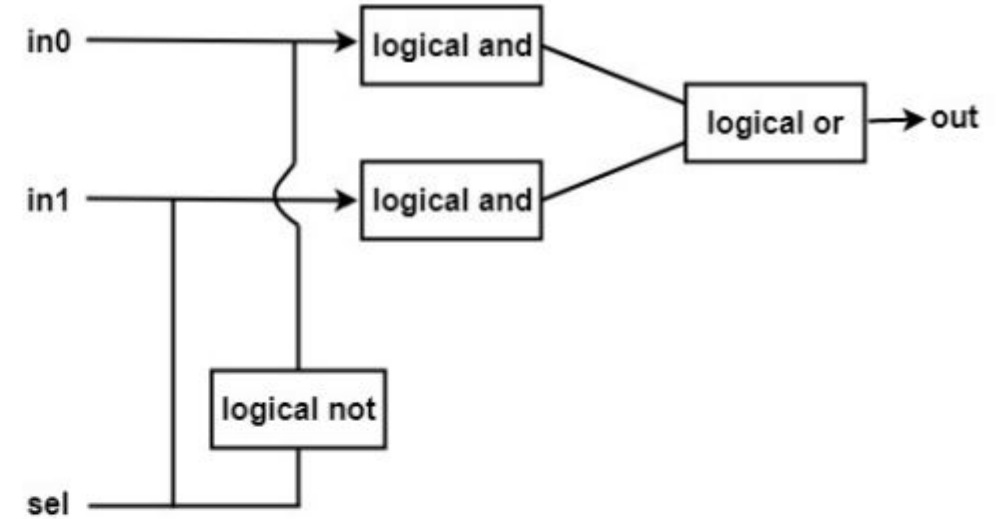 in0
logical and
logical or
out
in1
logical and
logical not
sel